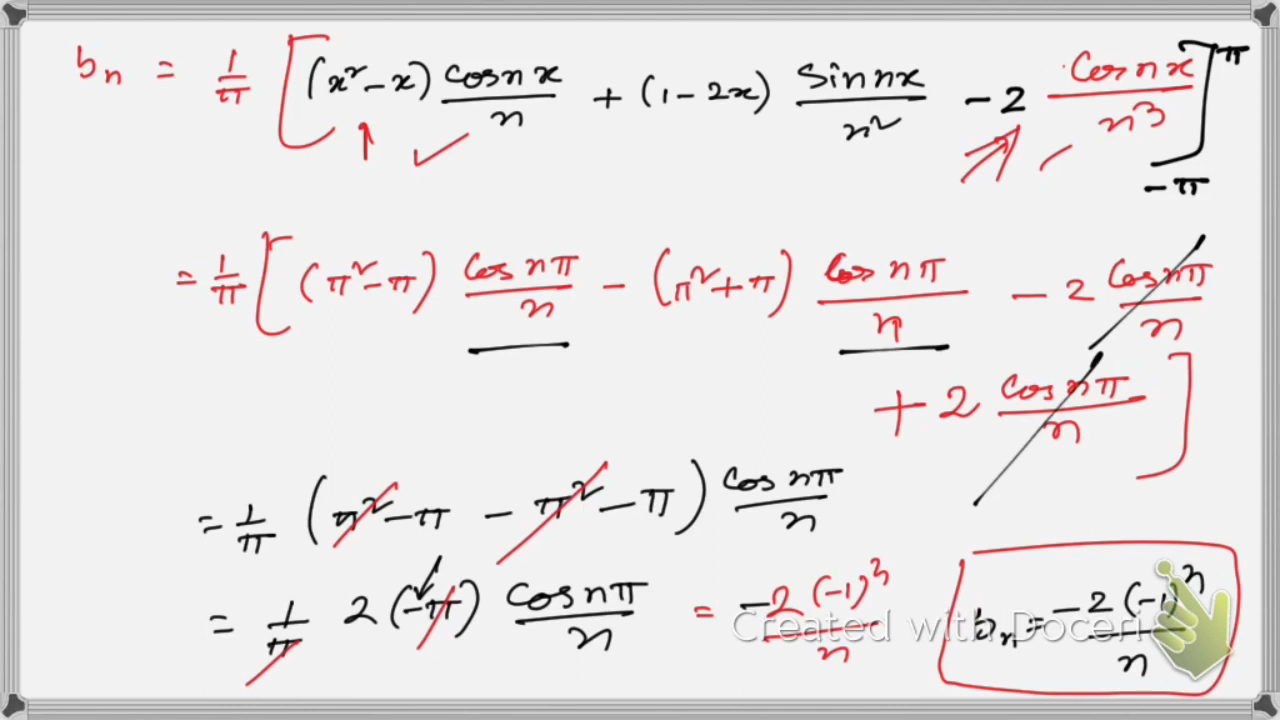 bn = 1/π [ (x² - x) cos nx / n + (1 - 2x) sin nx / n² - 2 cos nx / n³ ]^π_-π
= 1/π [ (π² - π) cos nπ / n - (π² + π) cos nπ / n - 2 cos nπ / n
+ 2 cos nπ / n ]
= 1/π (π² - π - π² - π) cos nπ / n
= 1/π 2(-π) cos nπ / n = -2(-1)ⁿ / n
bn = -2(-1)ⁿ / n
Created with Doceri